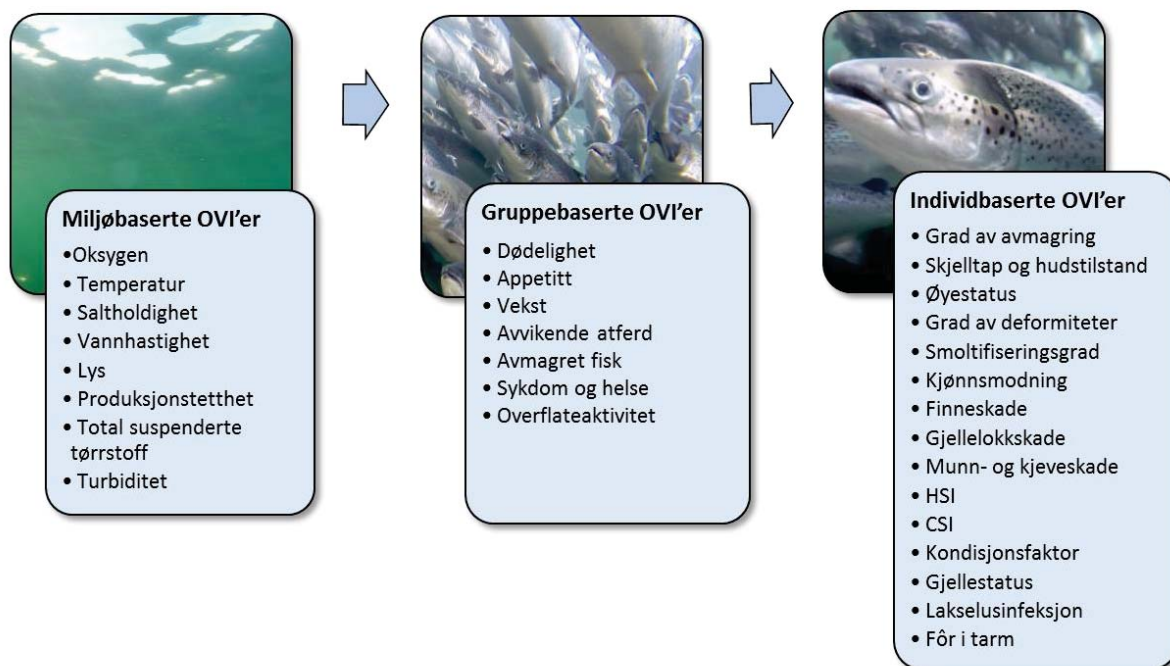 Miljøbaserte OVI’er
•Oksygen
• Temperatur
• Saltholdighet
• Vannhastighet
• Lys
• Produksjonstetthet
• Total suspenderte
tørrstoff
• Turbiditet
Gruppebaserte OVI’er
• Dødelighet
• Appetitt
• Vekst
• Avvikende atferd
• Avmagret fisk
• Sykdom og helse
• Overflateaktivitet
Individbaserte OVI’er
• Grad av avmagring
• Skjelltap og hudstilstand
• Øyestatus
• Grad av deformiteter
• Smoltifiseringsgrad
• Kjønnsmodning
• Finneskade
• Gjellelokkskade
• Munn- og kjeveskade
• HSI
• CSI
• Kondisjonsfaktor
• Gjellestatus
• Lakselusinfeksjon
• Fôr i tarm